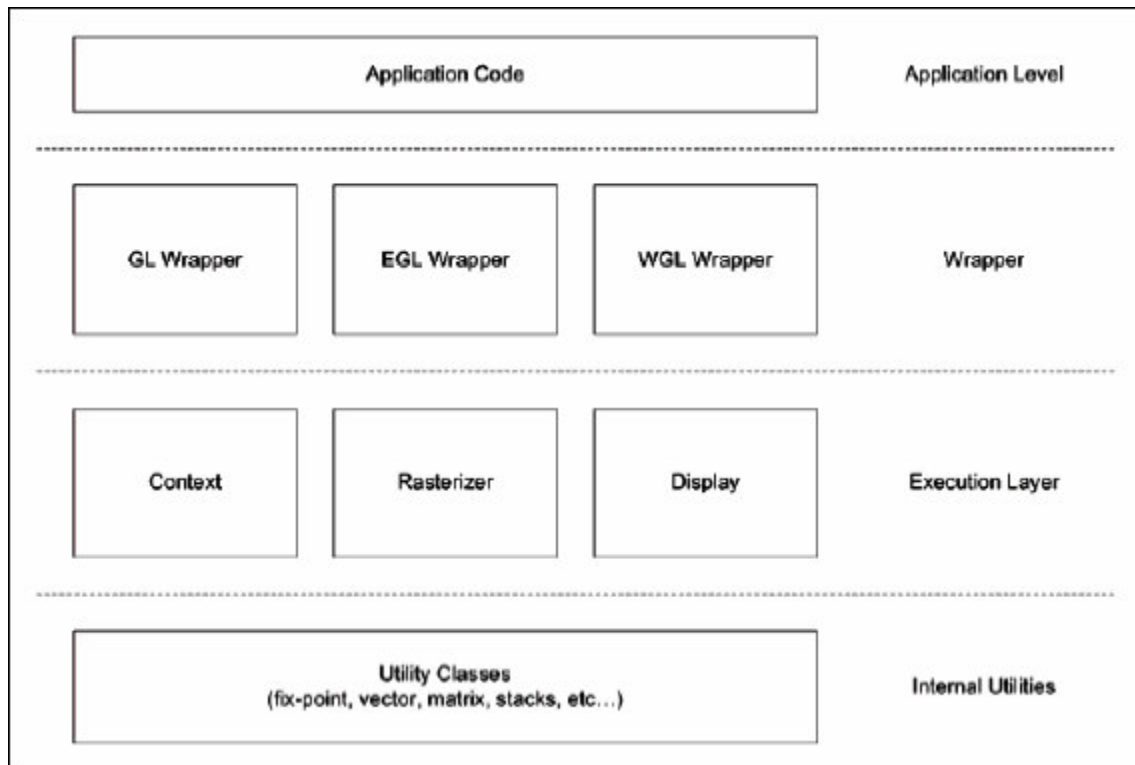 Application Code
Application Level
GL Wrapper
EGL Wrapper
WGL Wrapper
Wrapper
Context
Rasterizer
Display
Execution Layer
Utility Classes
(fix-point, vector, matrix, stacks, etc...)
Internal Utilities